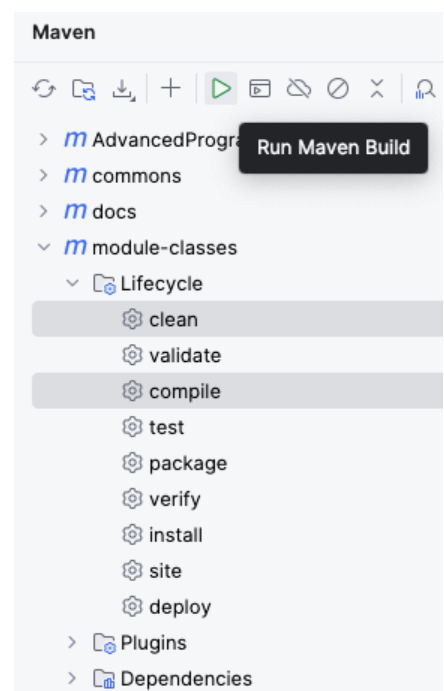 Maven
m AdvancedProgra
Run Maven Build
m commons
m docs
m module-classes
Lifecycle
clean
validate
compile
test
package
verify
install
site
deploy
Plugins
Dependencies